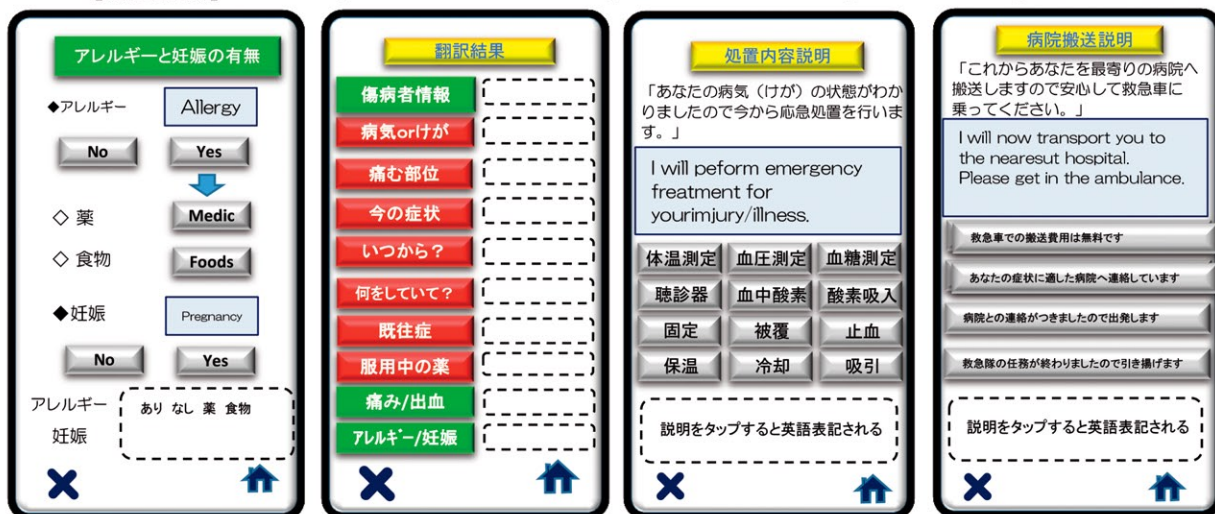 アレルギーと妊娠の有無
◆アレルギー
Allergy
No
Yes
◇ 薬
Medic
◇ 食物
Foods
◆妊娠
Pregnancy
No
Yes
アレルギー
あり なし 薬 食物
妊娠
翻訳結果
傷病者情報
病気orけが
痛む部位
今の症状
いつから？
何をしていて？
既往症
服用中の薬
痛み/出血
アレルギー/妊娠
処置内容説明
「あなたの病気（けが）の状態がわか
りましたので今から応急処置を行いま
す。」
I will peform emergency
freatment for
yourimjury/illness.
体温測定
血圧測定
血糖測定
聴診器
血中酸素
酸素吸入
固定
被覆
止血
保温
冷却
吸引
説明をタップすると英語表記される
病院搬送説明
「これからあなたを最寄りの病院へ
搬送しますので安心して救急車に
乗ってください。」
I will now transport you to
the nearesut hospital.
Please get in the ambulance.
救急車での搬送費用は無料です
あなたの症状に適した病院へ連絡しています
病院との連絡がつきましたので出発します
救急隊の任務が終わりましたので引き揚げます
説明をタップすると英語表記される